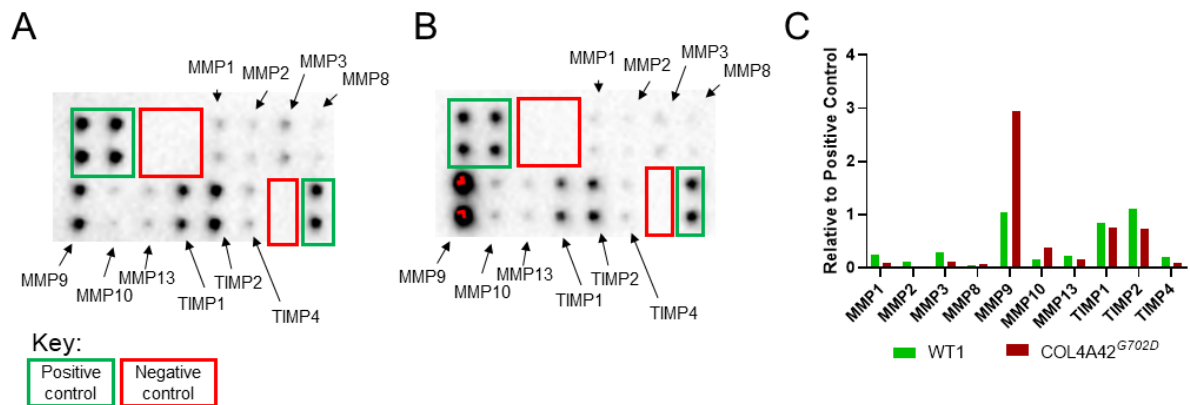 A
MMP1
MMP2
MMP3
MMP8
MMP9
MMP10
MMP13
TIMP1
TIMP2
TIMP4
Key:
Positive
control
Negative
control
B
MMP1
MMP2
MMP3
MMP8
MMP9
MMP10
MMP13
TIMP1
TIMP2
TIMP4
C
Relative to Positive Control
4
3
2
1
0
MMP1
MMP2
MMP3
MMP8
MMP9
MMP10
MMP13
TIMP1
TIMP2
TIMP4
WT1
COL4A42G702D